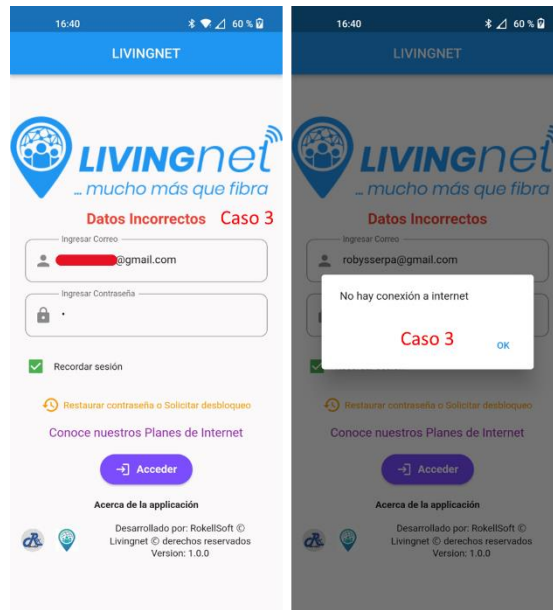 16:40
60 %
LIVINGNET
LIVINGnet
... mucho más que fibra
Datos Incorrectos Caso 3
Ingresar Correo
@gmail.com
Ingresar Contraseña
Recordar sesión
Restaurar contraseña o Solicitar desbloqueo
Conoce nuestros Planes de Internet
Acceder
Acerca de la aplicación
Desarrollado por: RokellSoft ©
Livingnet © derechos reservados
Version: 1.0.0
16:40
60 %
LIVINGNET
LIVINGnet
... mucho más que fibra
Datos Incorrectos
Ingresar Correo
robysserpa@gmail.com
No hay conexión a internet
Caso 3
OK
Recordar sesión
Restaurar contraseña o Solicitar desbloqueo
Conoce nuestros Planes de Internet
Acceder
Acerca de la aplicación
Desarrollado por: RokellSoft ©
Livingnet © derechos reservados
Version: 1.0.0